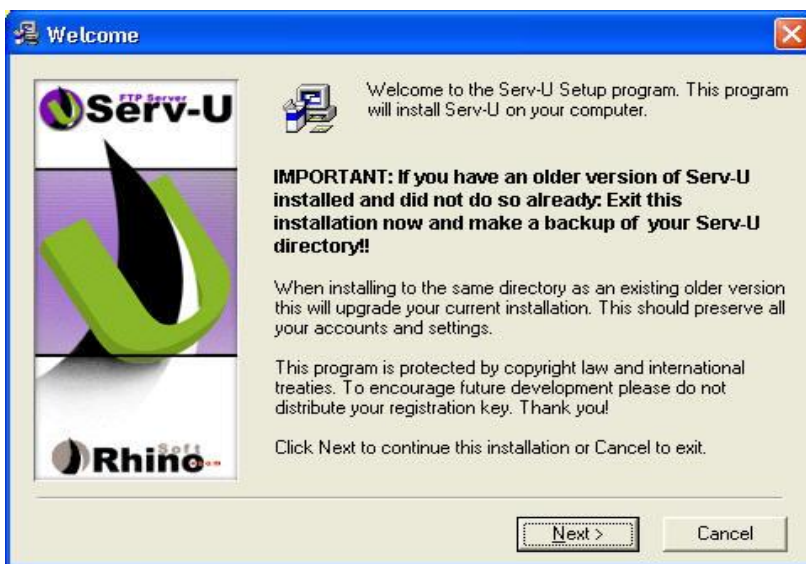 Welcome
FTP Server
Serv-U
Welcome to the Serv-U Setup program. This program
will install Serv-U on your computer.
IMPORTANT: If you have an older version of Serv-U
installed and did not do so already: Exit this
installation now and make a backup of your Serv-U
directory!!
When installing to the same directory as an existing older version
this will upgrade your current installation. This should preserve all
your accounts and settings.
This program is protected by copyright law and international
treaties. To encourage future development please do not
distribute your registration key. Thank you!
Click Next to continue this installation or Cancel to exit.
U
Soft
Rhino
Next >
Cancel